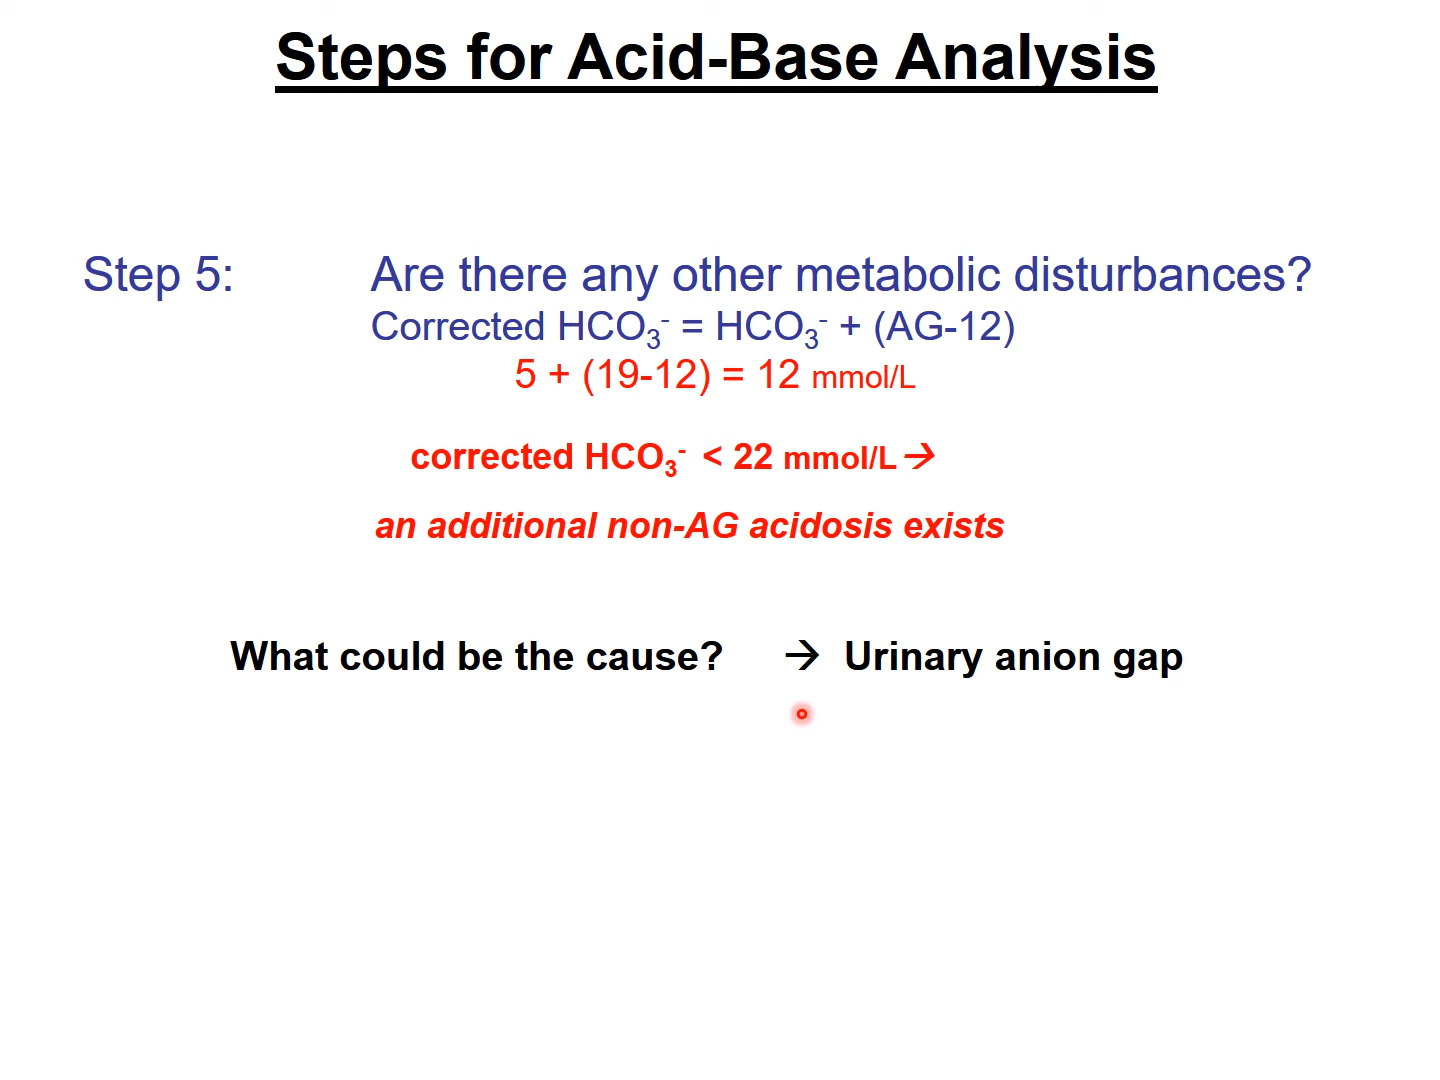 Steps for Acid-Base Analysis
Step 5: Are there any other metabolic disturbances?
Corrected HCO₃⁻ = HCO₃⁻ + (AG-12)
5 + (19-12) = 12 mmol/L
corrected HCO₃⁻ < 22 mmol/L →
an additional non-AG acidosis exists
What could be the cause? → Urinary anion gap